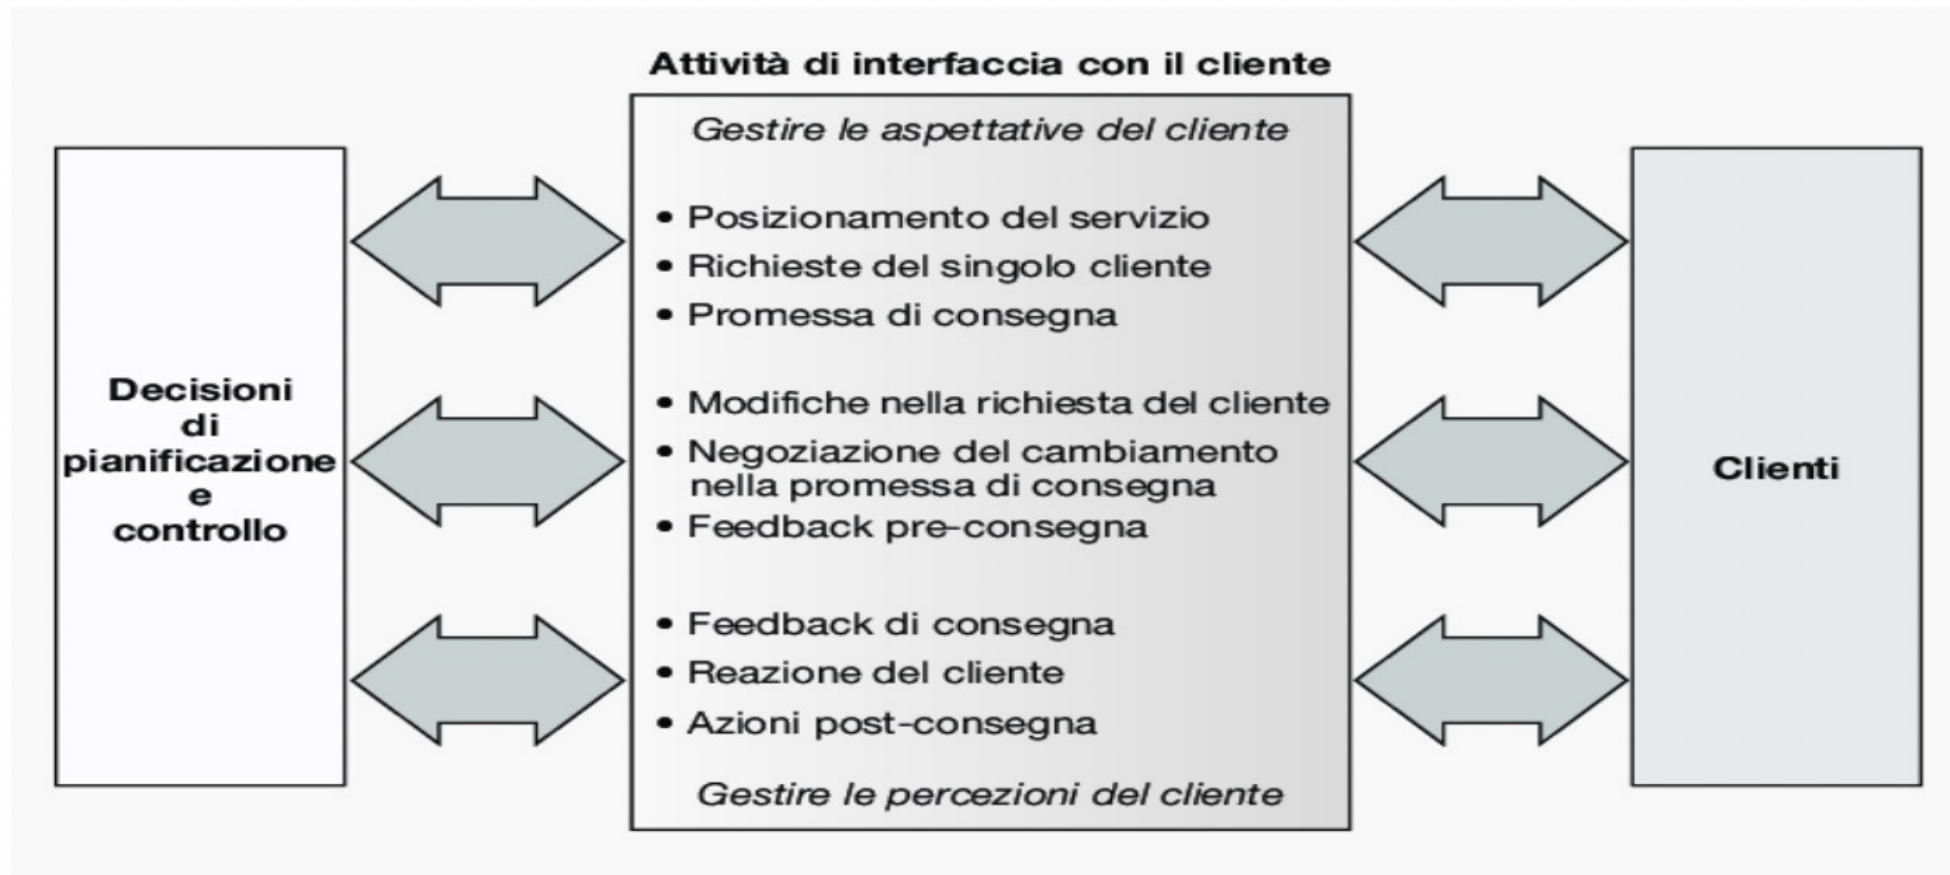 Attività di interfaccia con il cliente
Gestire le aspettative del cliente
Decisioni
di
pianificazione
e
controllo
• Posizionamento del servizio
• Richieste del singolo cliente
• Promessa di consegna
• Modifiche nella richiesta del cliente
• Negoziazione del cambiamento
nella promessa di consegna
• Feedback pre-consegna
• Feedback di consegna
• Reazione del cliente
• Azioni post-consegna
Gestire le percezioni del cliente
Clienti